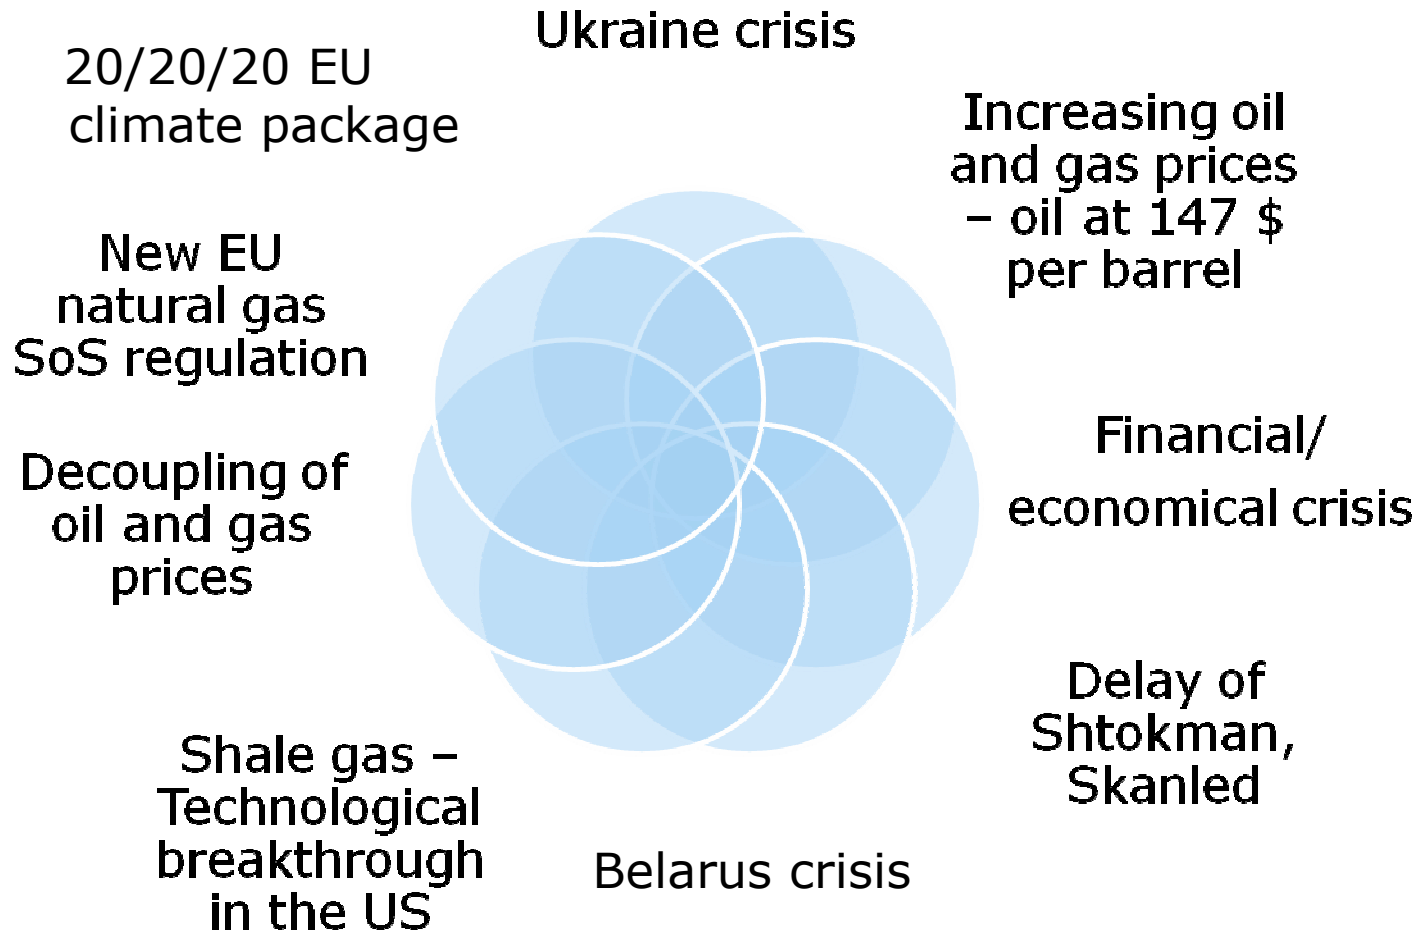 Ukraine crisis
20/20/20 EU
climate package
Increasing oil
and gas prices
– oil at 147 $
per barrel
New EU
natural gas
SoS regulation
Financial/
economical crisis
Decoupling of
oil and gas
prices
Delay of
Shtokman,
Skanled
Shale gas –
Technological
breakthrough
in the US
Belarus crisis